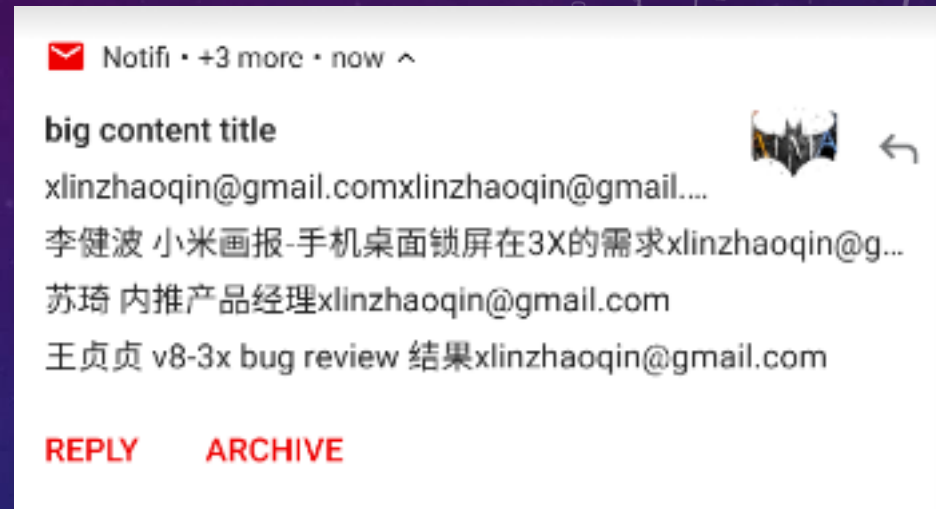 Notifi • +3 more • now
big content title
xlinzhaoqin@gmail.comxlinzhaoqin@gmail....
李健波 小米画报-手机桌面锁屏在3X的需求xlinzhaoqin@g...
苏琦 内推产品经理xlinzhaoqin@gmail.com
王贞贞 v8-3x bug review 结果xlinzhaoqin@gmail.com
REPLY ARCHIVE